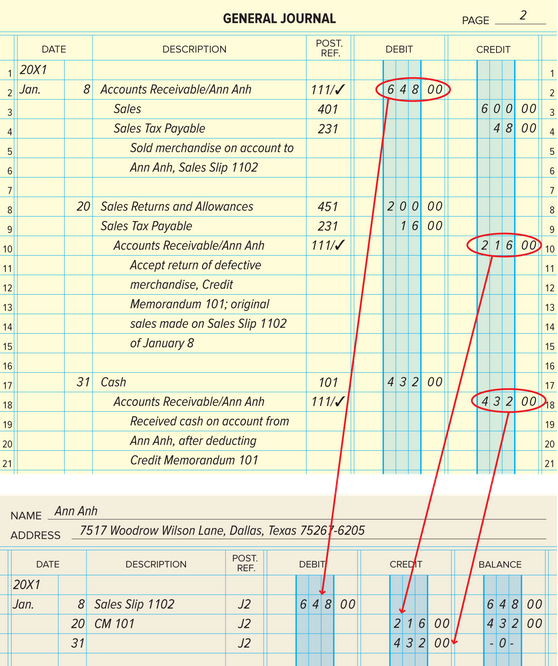 GENERAL JOURNAL PAGE 2
DATE DESCRIPTION POST. REF. DEBIT CREDIT
1 20X1 1
2 Jan. 8 Accounts Receivable/Ann Anh 111/✓ 648 00 2
3 Sales 401 600 00 3
4 Sales Tax Payable 231 48 00 4
5 Sold merchandise on account to 5
6 Ann Anh, Sales Slip 1102 6
7 7
8 20 Sales Returns and Allowances 451 200 00 8
9 Sales Tax Payable 231 16 00 9
10 Accounts Receivable/Ann Anh 111/✓ 216 00 10
11 Accept return of defective 11
12 merchandise, Credit 12
13 Memorandum 101; original 13
14 sales made on Sales Slip 1102 14
15 of January 8 15
16 16
17 31 Cash 101 432 00 17
18 Accounts Receivable/Ann Anh 111/✓ 432 00 18
19 Received cash on account from 19
20 Ann Anh, after deducting 20
21 Credit Memorandum 101 21
NAME Ann Anh
ADDRESS 7517 Woodrow Wilson Lane, Dallas, Texas 75267-6205
DATE DESCRIPTION POST. REF. DEBIT CREDIT BALANCE
20X1
Jan. 8 Sales Slip 1102 J2 648 00 648 00
20 CM 101 J2 216 00 432 00
31 J2 432 00 -0-